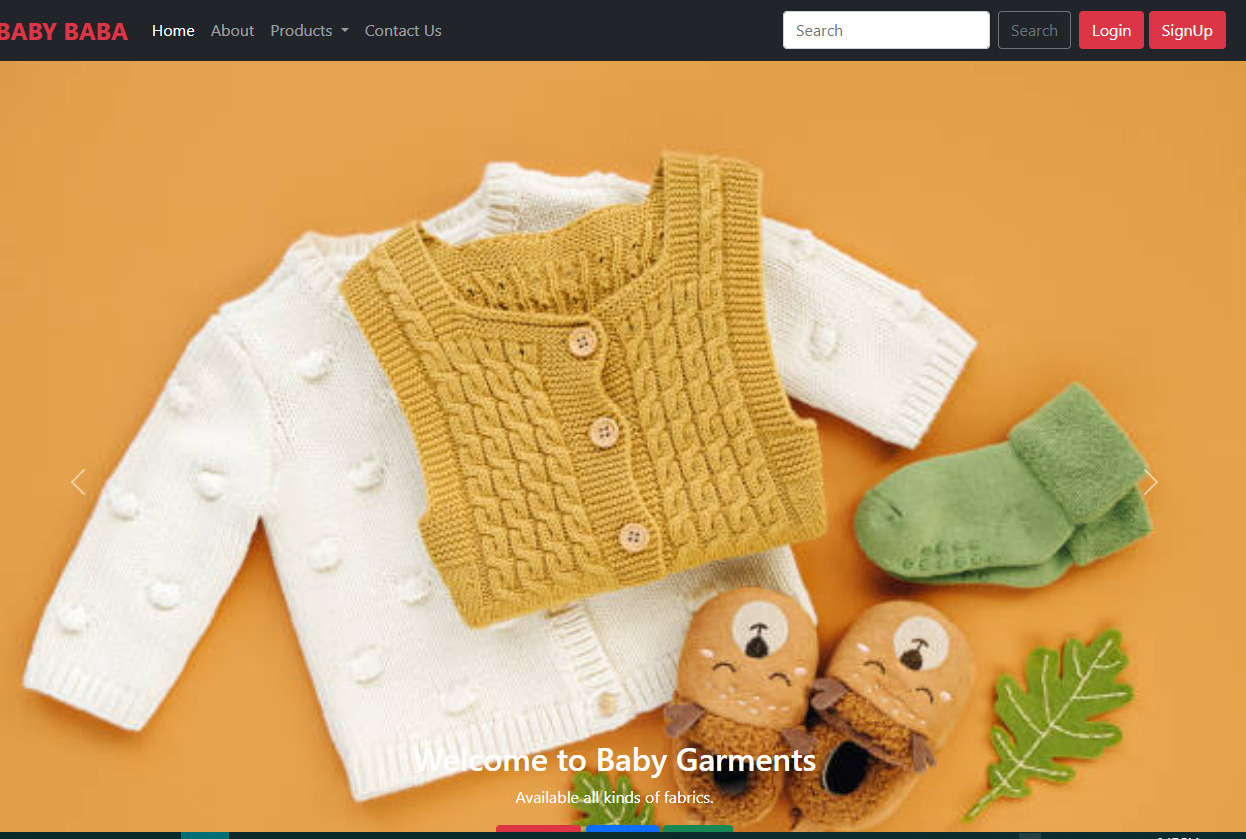 BABY BABA Home About Products Contact Us Search Search Login SignUp
Welcome to Baby Garments
Available all kinds of fabrics.